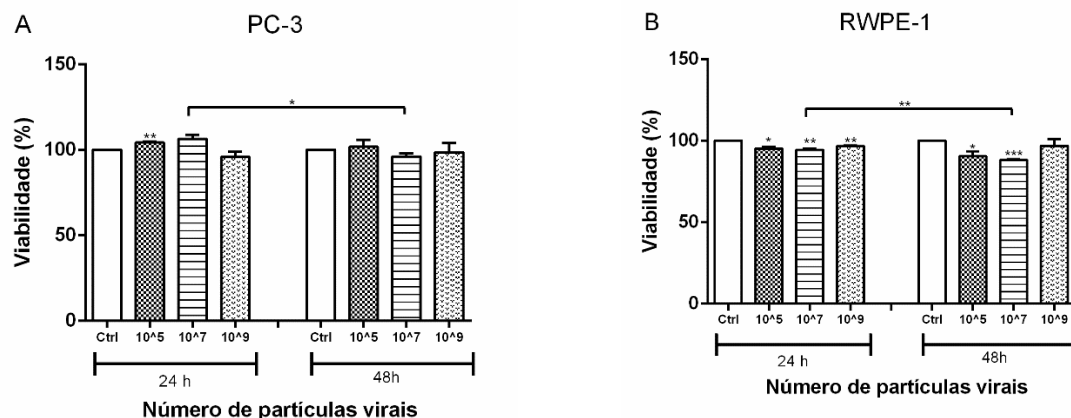 A
PC-3
Viabilidade (%)
150
100
50
0
*
**
Ctrl 10^5 10^7 10^9 Ctrl 10^5 10^7 10^9
24 h 48h
Número de partículas virais
B
RWPE-1
Viabilidade (%)
150
100
50
0
**
* ** ** * ***
Ctrl 10^5 10^7 10^9 Ctrl 10^5 10^7 10^9
24 h 48h
Número de partículas virais